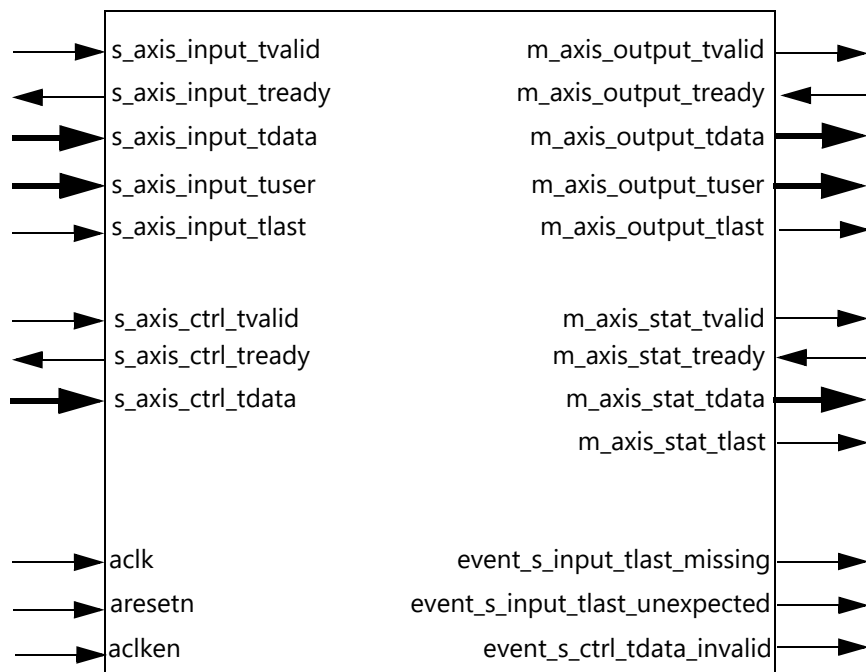 s_axis_input_tvalid
s_axis_input_tready
s_axis_input_tdata
s_axis_input_tuser
s_axis_input_tlast
s_axis_ctrl_tvalid
s_axis_ctrl_tready
s_axis_ctrl_tdata
aclk
aresetn
aclken
m_axis_output_tvalid
m_axis_output_tready
m_axis_output_tdata
m_axis_output_tuser
m_axis_output_tlast
m_axis_stat_tvalid
m_axis_stat_tready
m_axis_stat_tdata
m_axis_stat_tlast
event_s_input_tlast_missing
event_s_input_tlast_unexpected
event_s_ctrl_tdata_invalid